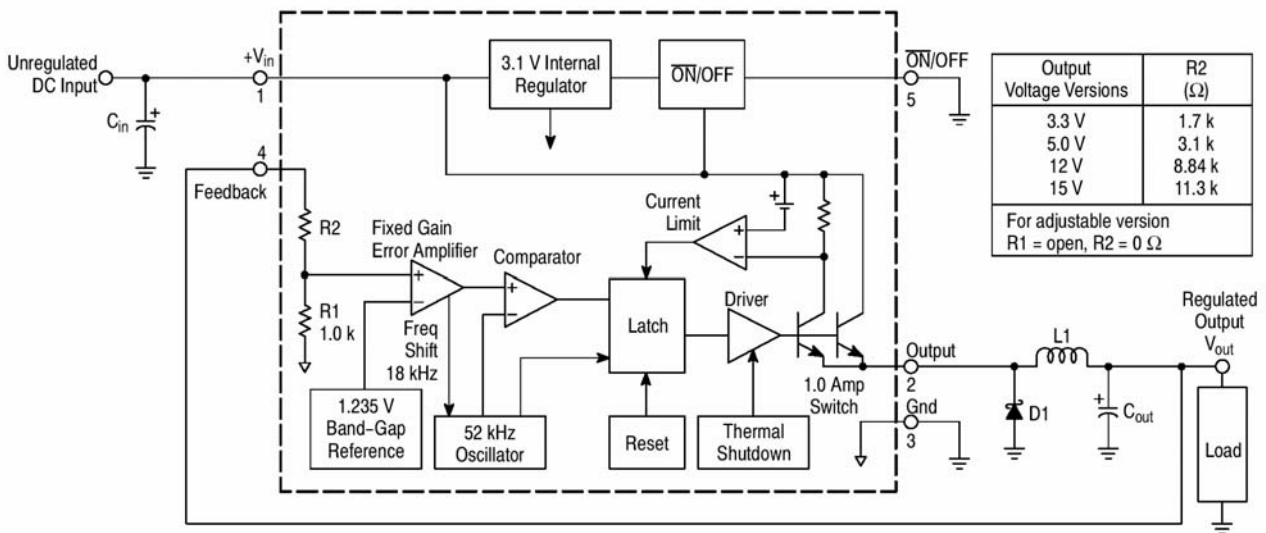 Unregulated
DC Input
Cin
+Vin
1
4
Feedback
R2
R1
1.0 k
3.1 V Internal
Regulator
ON/OFF
ON/OFF
5
Current
Limit
Fixed Gain
Error Amplifier
Comparator
Freq
Shift
18 kHz
Latch
Driver
1.235 V
Band-Gap
Reference
52 kHz
Oscillator
Reset
Thermal
Shutdown
1.0 Amp
Switch
Output
2
Gnd
3
D1
L1
Cout
Regulated
Output
Vout
Load
Output
Voltage Versions
R2
(Ω)
3.3 V 1.7 k
5.0 V 3.1 k
12 V 8.84 k
15 V 11.3 k
For adjustable version
R1 = open, R2 = 0 Ω